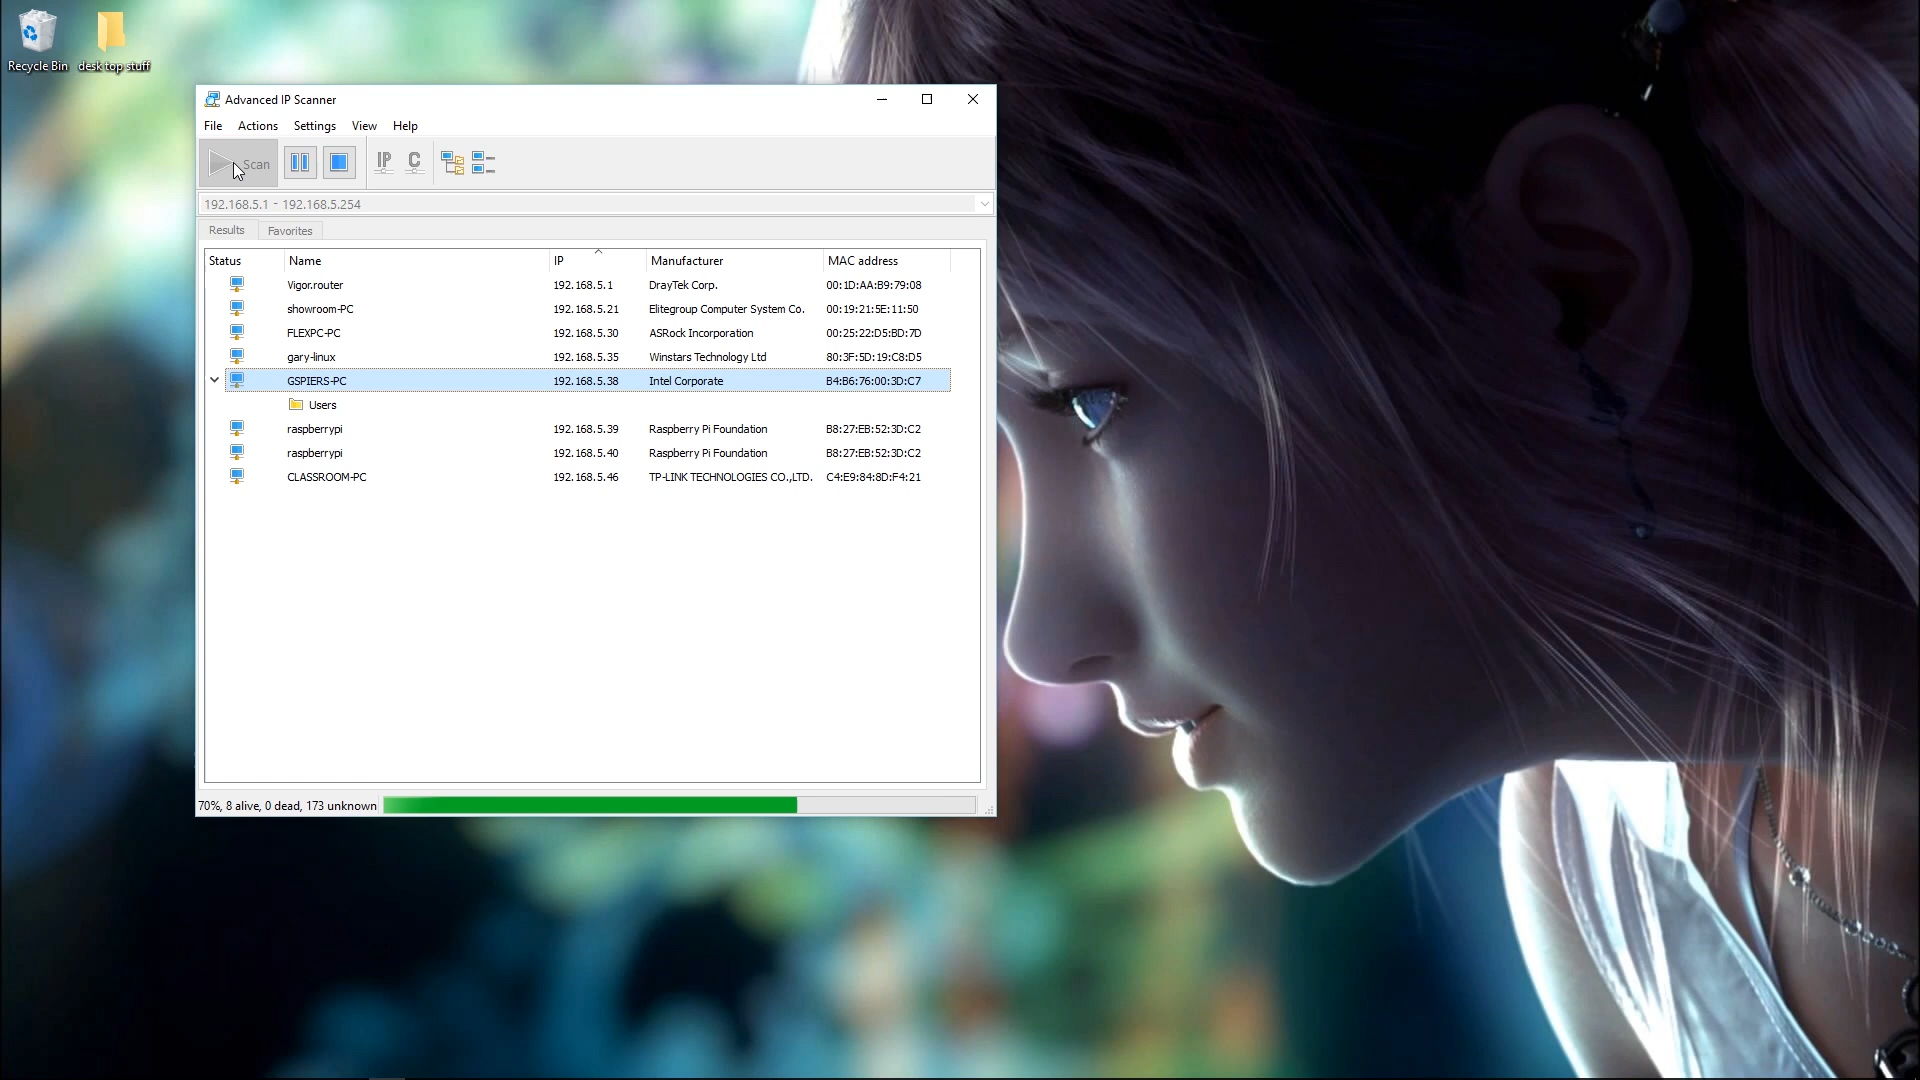 Recycle Bin desk top stuff
Advanced IP Scanner
File Actions Settings View Help
Scan IP C
192.168.5.1 - 192.168.5.254
Results Favorites
Status Name IP Manufacturer MAC address
Vigor.router 192.168.5.1 DrayTek Corp. 00:1D:AA:B9:79:08
showroom-PC 192.168.5.21 Elitegroup Computer System Co. 00:19:21:5E:11:50
FLEXPC-PC 192.168.5.30 ASRock Incorporation 00:25:22:D5:BD:7D
gary-linux 192.168.5.35 Winstars Technology Ltd 80:3F:5D:19:C8:D5
GSPIERS-PC 192.168.5.38 Intel Corporate B4:B6:76:00:3D:C7
Users
raspberrypi 192.168.5.39 Raspberry Pi Foundation B8:27:EB:52:3D:C2
raspberrypi 192.168.5.40 Raspberry Pi Foundation B8:27:EB:52:3D:C2
CLASSROOM-PC 192.168.5.46 TP-LINK TECHNOLOGIES CO.,LTD. C4:E9:84:8D:F4:21
70%, 8 alive, 0 dead, 173 unknown